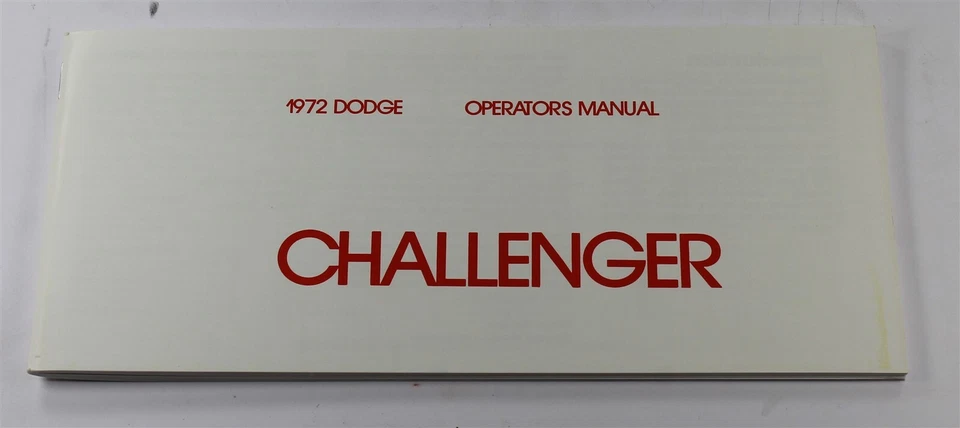 1972 DODGE OPERATORS MANUAL
CHALLENGER